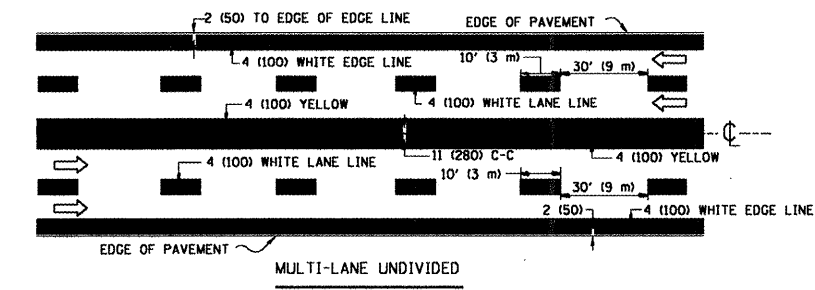 2 (50) TO EDGE OF EDGE LINE
EDGE OF PAVEMENT
4 (100) WHITE EDGE LINE
10' (3 m)
30' (9 m)
4 (100) YELLOW
4 (100) WHITE LANE LINE
4 (100) WHITE LANE LINE
11 (280) C-C
4 (100) YELLOW
10' (3 m)
30' (9 m)
2 (50)
4 (100) WHITE EDGE LINE
EDGE OF PAVEMENT
MULTI-LANE UNDIVIDED